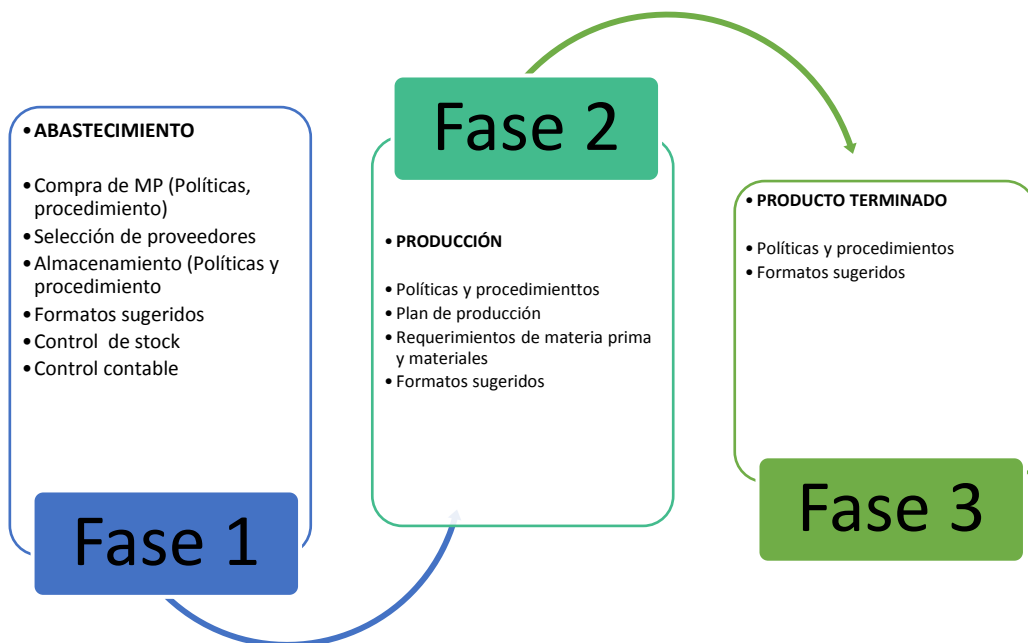 • ABASTECIMIENTO
• Compra de MP (Políticas,
procedimiento)
• Selección de proveedores
• Almacenamiento (Políticas y
procedimiento
• Formatos sugeridos
• Control de stock
• Control contable
Fase 1
Fase 2
• PRODUCCIÓN
• Políticas y procedimienttos
• Plan de producción
• Requerimientos de materia prima
y materiales
• Formatos sugeridos
• PRODUCTO TERMINADO
• Políticas y procedimientos
• Formatos sugeridos
Fase 3